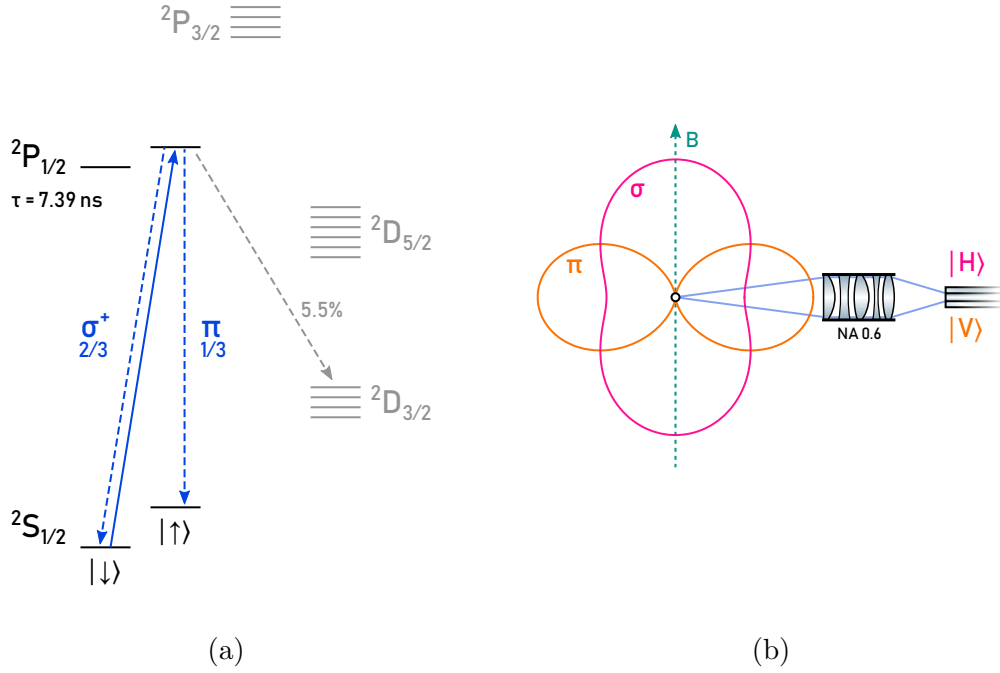 ²P₃/₂
²P₁/₂
τ = 7.39 ns
²D₅/₂
5.5%
σ⁺
2/3
π
1/3
²D₃/₂
²S₁/₂
|↑⟩
|↓⟩
(a)
B
σ
π
|H⟩
|V⟩
NA 0.6
(b)